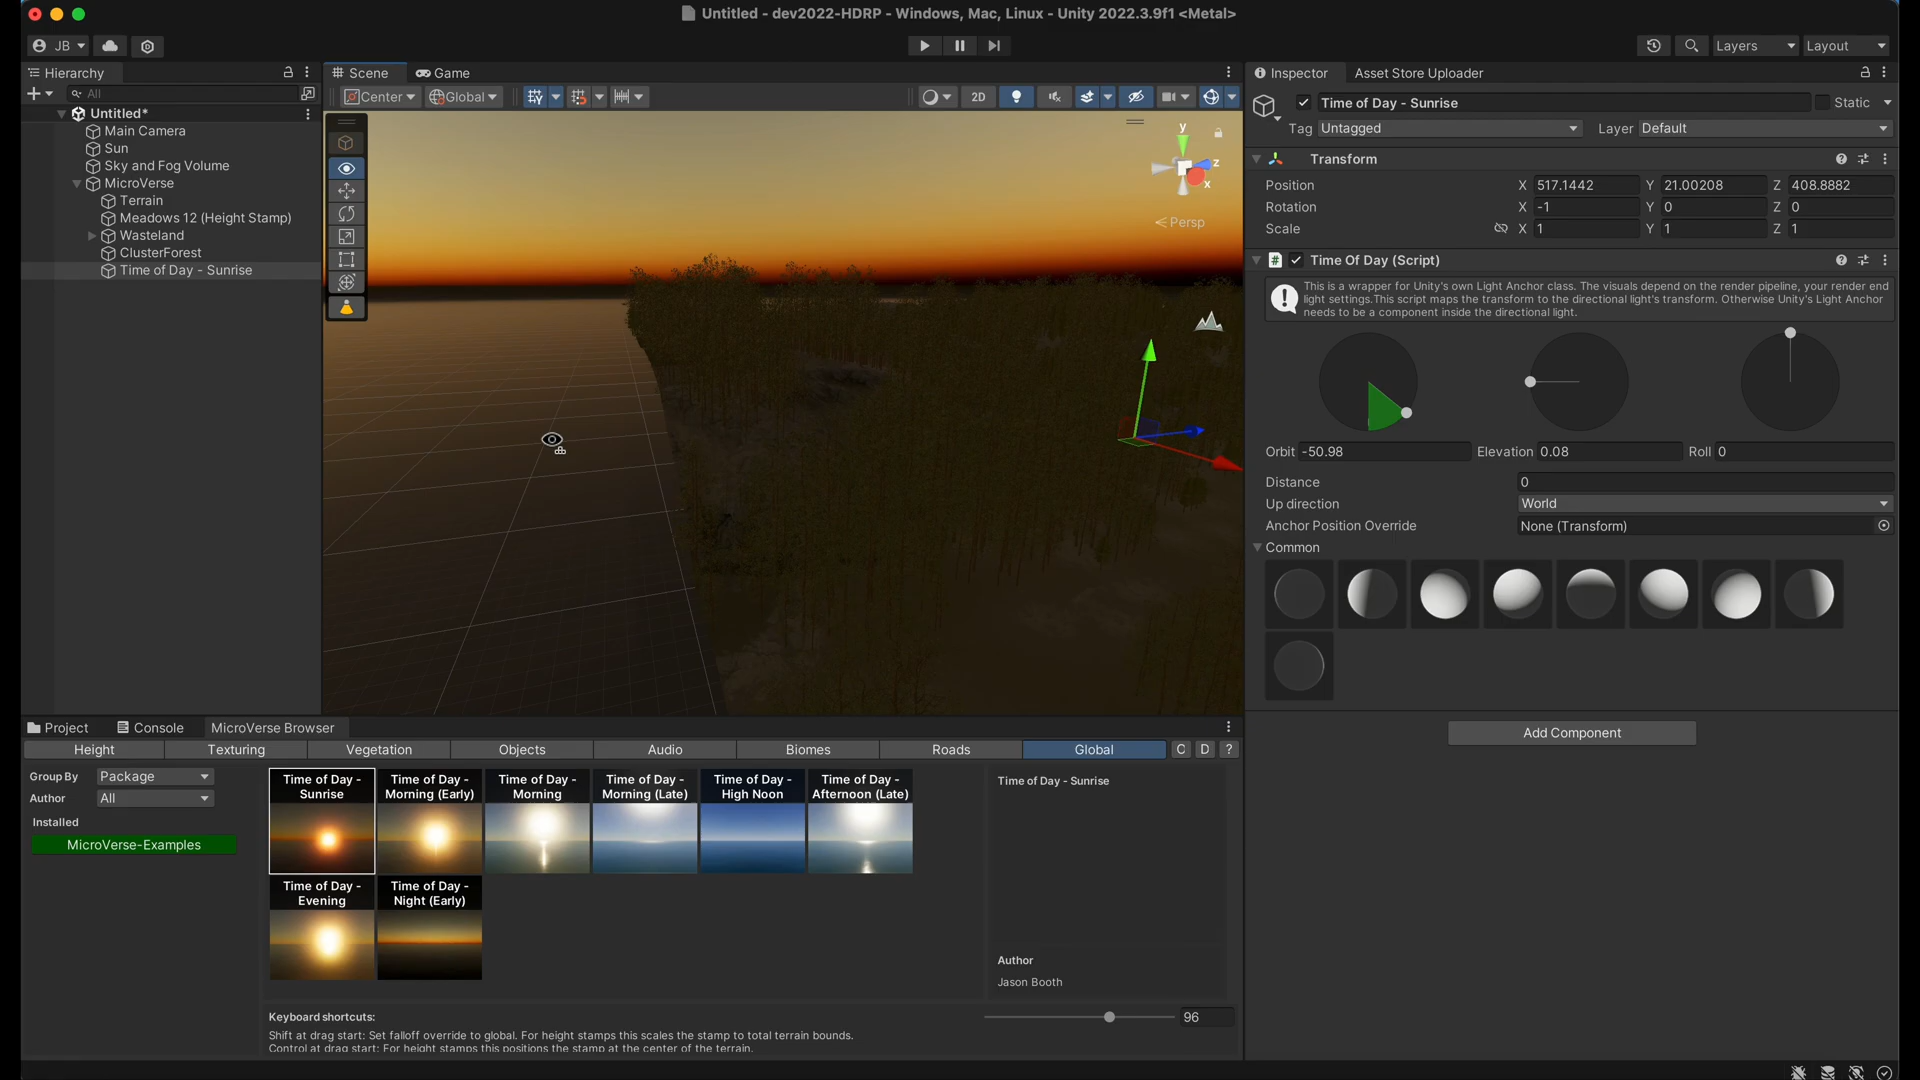 Untitled - dev2022-HDRP - Windows, Mac, Linux - Unity 2022.3.9f1 <Metal>
JB
Layers
Layout
Hierarchy
All
Untitled*
Main Camera
Sun
Sky and Fog Volume
MicroVerse
Terrain
Meadows 12 (Height Stamp)
Wasteland
ClusterForest
Time of Day - Sunrise
Scene
Game
Center
Global
2D
y
z
x
Persp
Inspector
Asset Store Uploader
Time of Day - Sunrise
Static
Tag Untagged
Layer Default
Transform
Position X 517.1442 Y 21.00208 Z 408.8882
Rotation X -1 Y 0 Z 0
Scale X 1 Y 1 Z 1
Time Of Day (Script)
This is a wrapper for Unity's own Light Anchor class. The visuals depend on the render pipeline, your render end
light settings.This script maps the transform to the directional light's transform. Otherwise Unity's Light Anchor
needs to be a component inside the directional light.
Orbit -50.98 Elevation 0.08 Roll 0
Distance 0
Up direction World
Anchor Position Override None (Transform)
Common
Add Component
Project
Console
MicroVerse Browser
Height
Texturing
Vegetation
Objects
Audio
Biomes
Roads
Global
C
D
?
Group By Package
Author All
Installed
MicroVerse-Examples
Time of Day -
Sunrise
Time of Day -
Morning (Early)
Time of Day -
Morning
Time of Day -
Morning (Late)
Time of Day -
High Noon
Time of Day -
Afternoon (Late)
Time of Day -
Evening
Time of Day -
Night (Early)
Time of Day - Sunrise
Author
Jason Booth
Keyboard shortcuts:
96
Shift at drag start: Set falloff override to global. For height stamps this scales the stamp to total terrain bounds.
Control at drag start: For height stamps this positions the stamp at the center of the terrain.